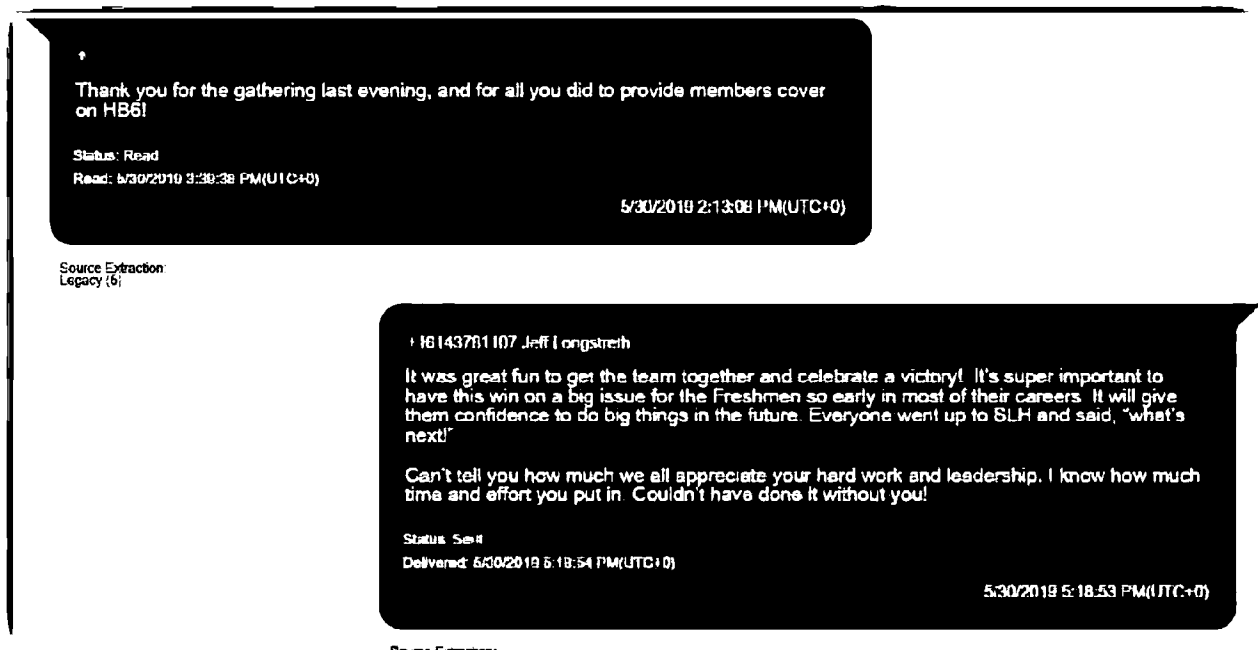 Thank you for the gathering last evening, and for all you did to provide members cover
on HB6!
Status: Read
Read: 5/30/2019 3:39:38 PM(UTC+0)
5/30/2019 2:13:08 PM(UTC+0)
Source Extraction:
Legacy (6)
Jeff Longstreth
It was great fun to get the team together and celebrate a victory! It's super important to
have this win on a big issue for the Freshmen so early in most of their careers. It will give
them confidence to do big things in the future. Everyone went up to SLH and said, "what's
next!"
Can't tell you how much we all appreciate your hard work and leadership. I know how much
time and effort you put in. Couldn't have done it without you!
Status: Sent
Delivered: 5/30/2019 5:18:54 PM(UTC+0)
5/30/2019 5:18:53 PM(UTC+0)